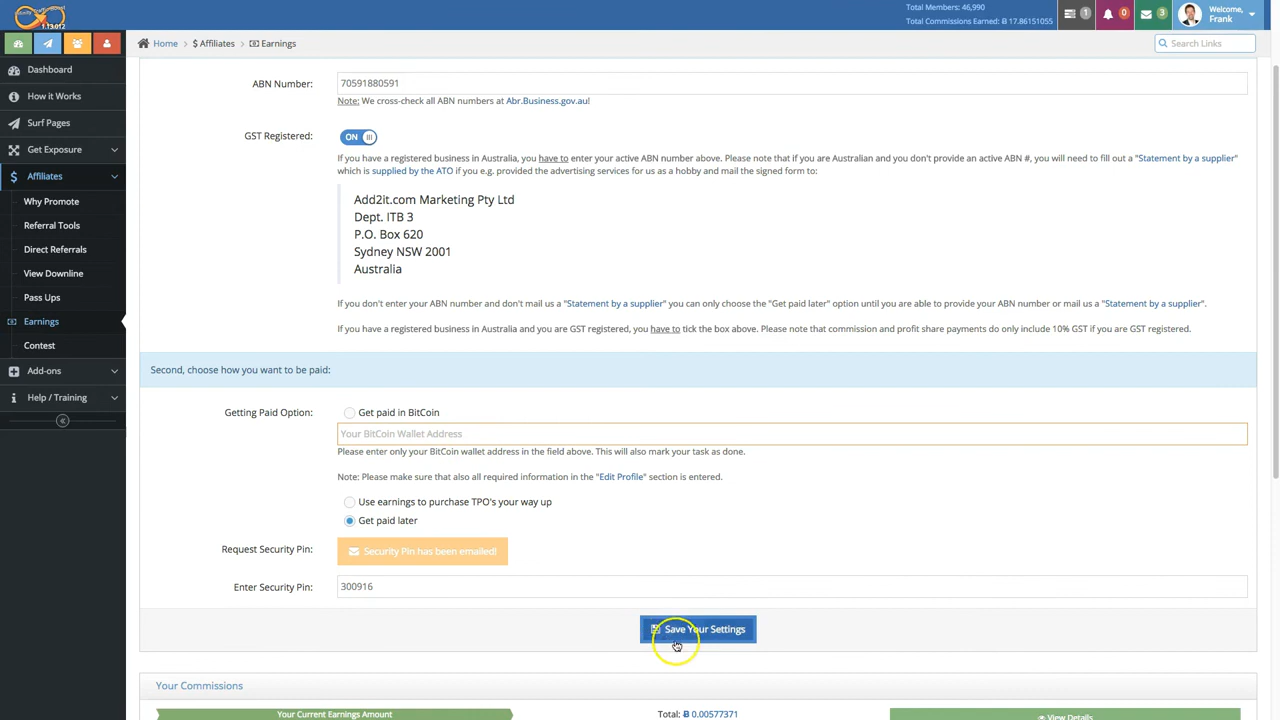 1.13.012
Total Members: 46,990
Total Commissions Earned: Ƀ 17.86151055
1
0
3
Welcome,
Frank
Home > $ Affiliates > Earnings
Search Links
Dashboard
How it Works
Surf Pages
Get Exposure
Affiliates
Why Promote
Referral Tools
Direct Referrals
View Downline
Pass Ups
Earnings
Contest
Add-ons
Help / Training
ABN Number:
70591880591
Note: We cross-check all ABN numbers at Abr.Business.gov.au!
GST Registered:
ON
If you have a registered business in Australia, you have to enter your active ABN number above. Please note that if you are Australian and you don't provide an active ABN #, you will need to fill out a "Statement by a supplier"
which is supplied by the ATO if you e.g. provided the advertising services for us as a hobby and mail the signed form to:
Add2it.com Marketing Pty Ltd
Dept. ITB 3
P.O. Box 620
Sydney NSW 2001
Australia
If you don't enter your ABN number and don't mail us a "Statement by a supplier" you can only choose the "Get paid later" option until you are able to provide your ABN number or mail us a "Statement by a supplier".
If you have a registered business in Australia and you are GST registered, you have to tick the box above. Please note that commission and profit share payments do only include 10% GST if you are GST registered.
Second, choose how you want to be paid:
Getting Paid Option:
Get paid in BitCoin
Your BitCoin Wallet Address
Please enter only your BitCoin wallet address in the field above. This will also mark your task as done.
Note: Please make sure that also all required information in the "Edit Profile" section is entered.
Use earnings to purchase TPO's your way up
Get paid later
Request Security Pin:
Security Pin has been emailed!
Enter Security Pin:
300916
Save Your Settings
Your Commissions
Your Current Earnings Amount
Total: Ƀ 0.00577371
View Details